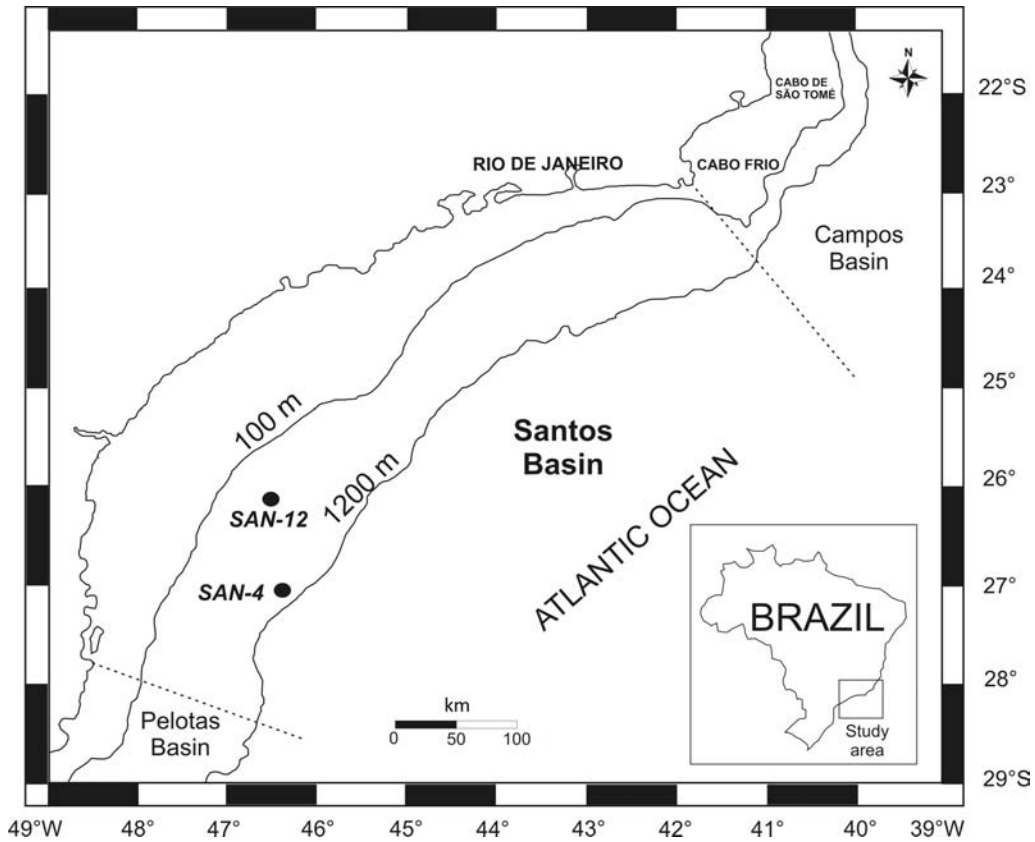 N
CABO DE
SÃO TOMÉ
22°S
RIO DE JANEIRO
CABO FRIO
23°
Campos
Basin
24°
25°
100 m
Santos
Basin
1200 m
26°
SAN-12
ATLANTIC OCEAN
SAN-4
27°
BRAZIL
28°
Pelotas
Basin
km
0 50 100
Study
area
29°S
49°W 48° 47° 46° 45° 44° 43° 42° 41° 40° 39°W